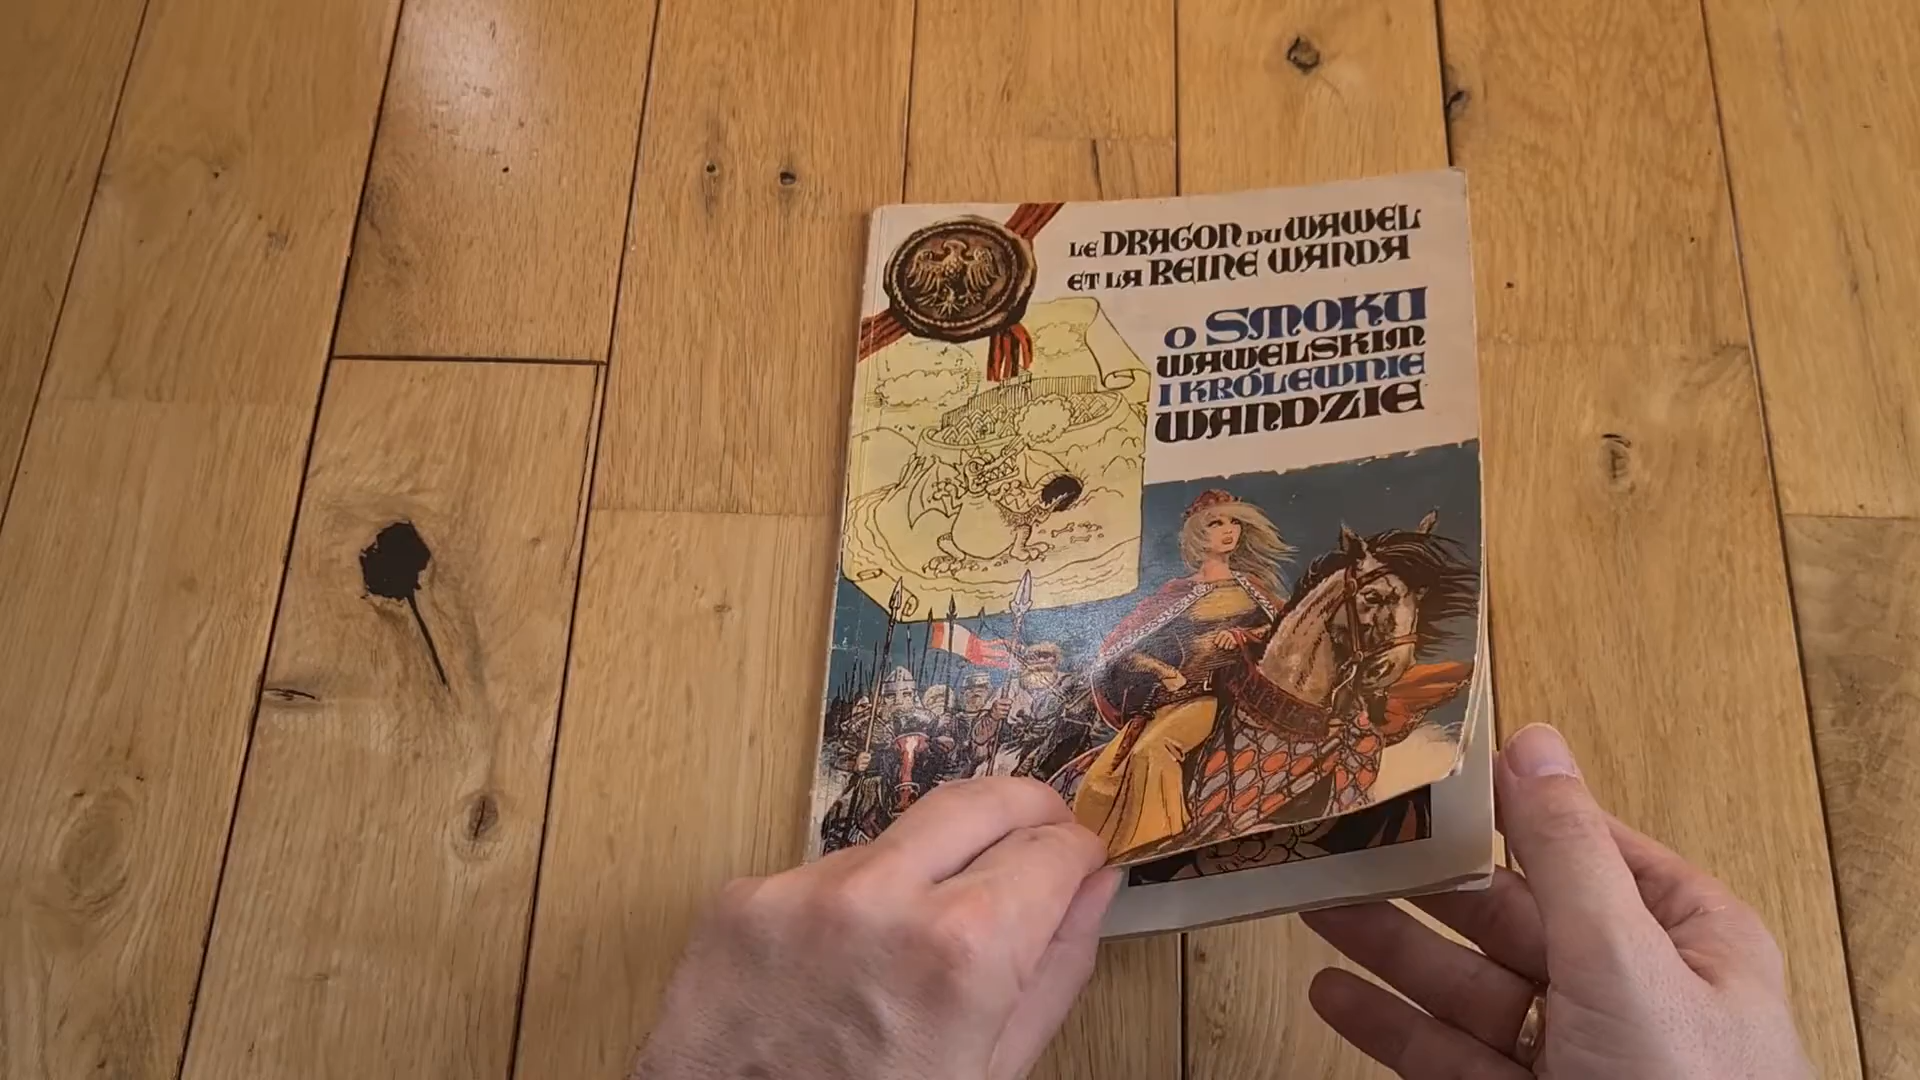 LE DRAGON DU WAWEL
ET LA REINE WANDA
O SMOKU
WAWELSKIM
I KRÓLEWNIE
WANDZIE